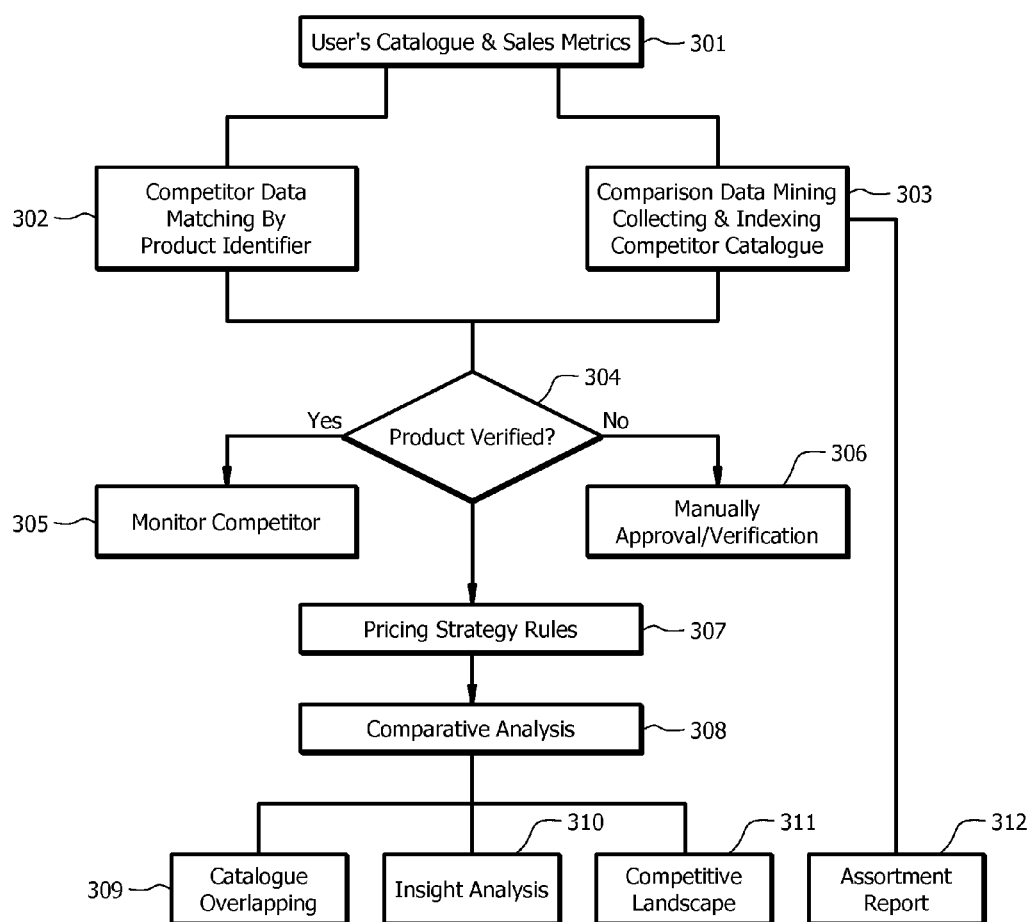 User's Catalogue & Sales Metrics
301
Competitor Data
Matching By
Product Identifier
302
Comparison Data Mining
Collecting & Indexing
Competitor Catalogue
303
304
Product Verified?
Yes
No
Monitor Competitor
305
306
Manually
Approval/Verification
Pricing Strategy Rules
307
Comparative Analysis
308
309
Catalogue
Overlapping
310
Insight Analysis
311
Competitive
Landscape
312
Assortment
Report